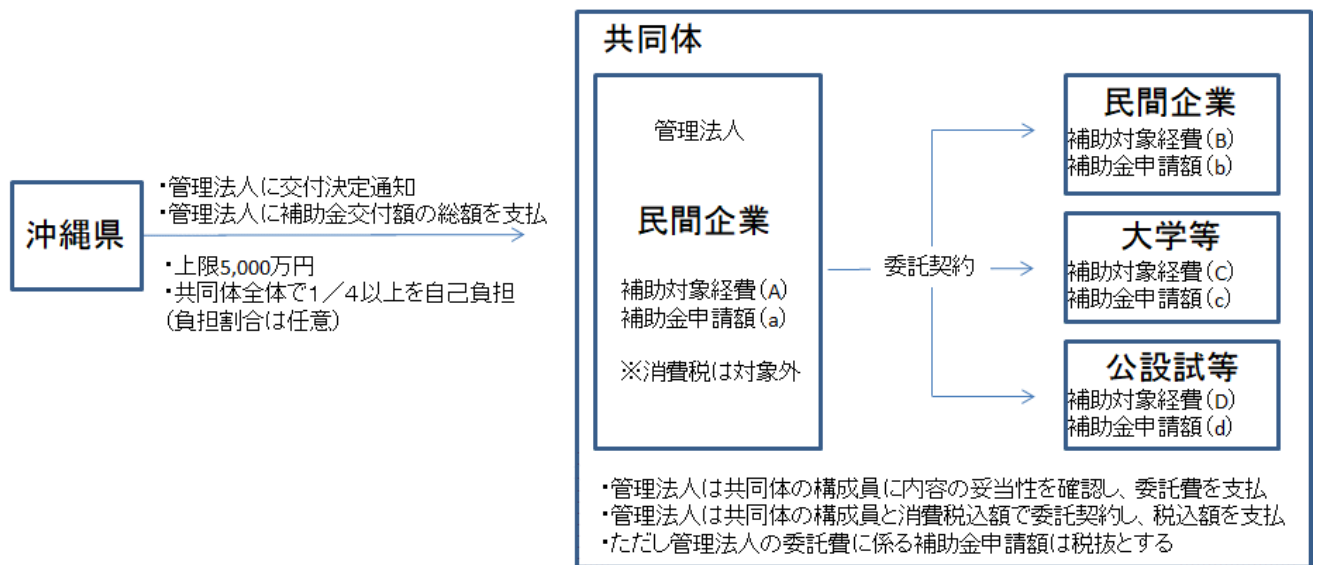 沖縄県
・管理法人に交付決定通知
・管理法人に補助金交付額の総額を支払
・上限5,000万円
・共同体全体で1/4以上を自己負担
(負担割合は任意)
共同体
管理法人
民間企業
補助対象経費(A)
補助金申請額(a)
※消費税は対象外
委託契約
民間企業
補助対象経費(B)
補助金申請額(b)
大学等
補助対象経費(C)
補助金申請額(c)
公設試等
補助対象経費(D)
補助金申請額(d)
・管理法人は共同体の構成員に内容の妥当性を確認し、委託費を支払
・管理法人は共同体の構成員と消費税込額で委託契約し、税込額を支払
・ただし管理法人の委託費に係る補助金申請額は税抜とする